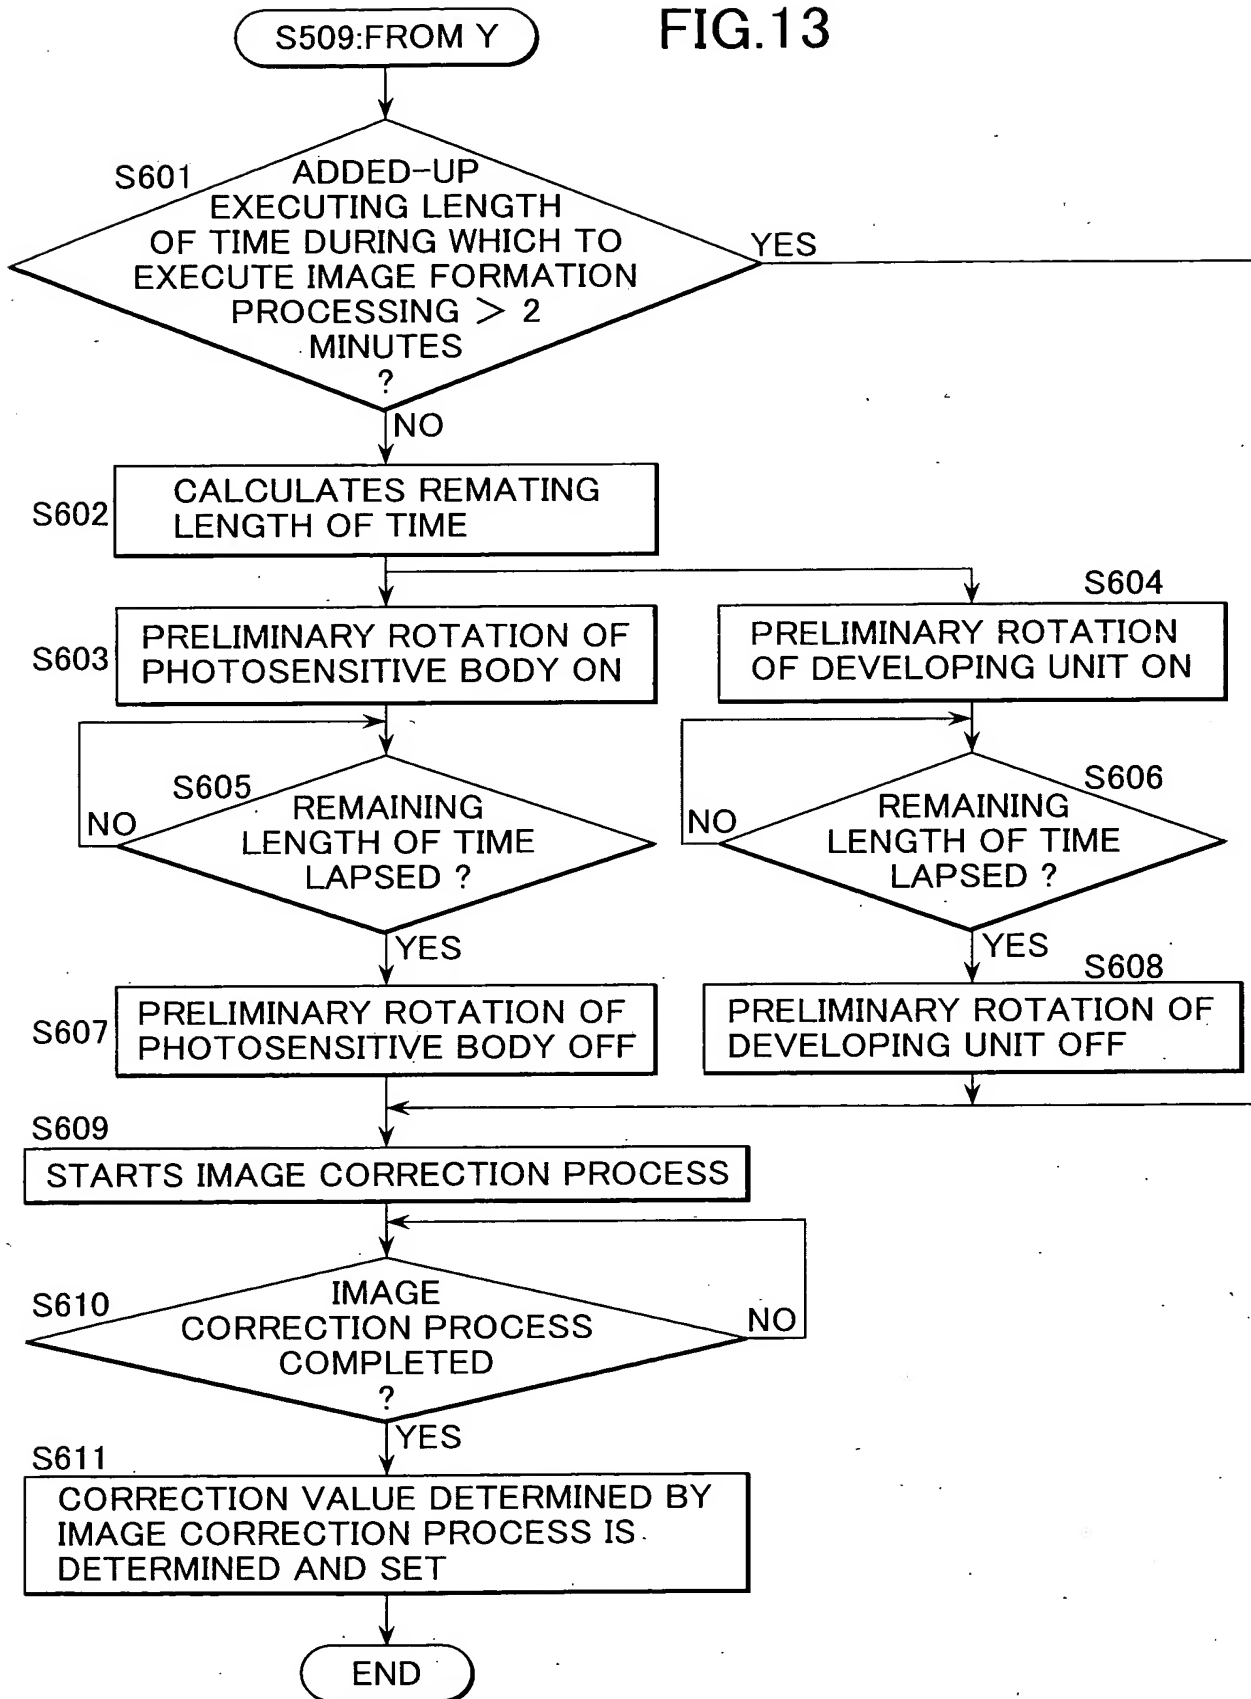 FIG.13
S509:FROM Y
S601
ADDED-UP
EXECUTING LENGTH
OF TIME DURING WHICH TO
EXECUTE IMAGE FORMATION
PROCESSING > 2
MINUTES
?
YES
NO
S602
CALCULATES REMATING
LENGTH OF TIME
S603
PRELIMINARY ROTATION OF
PHOTOSENSITIVE BODY ON
S604
PRELIMINARY ROTATION
OF DEVELOPING UNIT ON
S605
REMAINING
LENGTH OF TIME
LAPSED ?
NO
YES
S606
REMAINING
LENGTH OF TIME
LAPSED ?
NO
YES
S607
PRELIMINARY ROTATION OF
PHOTOSENSITIVE BODY OFF
S608
PRELIMINARY ROTATION OF
DEVELOPING UNIT OFF
S609
STARTS IMAGE CORRECTION PROCESS
S610
IMAGE
CORRECTION PROCESS
COMPLETED
?
NO
YES
S611
CORRECTION VALUE DETERMINED BY
IMAGE CORRECTION PROCESS IS
DETERMINED AND SET
END